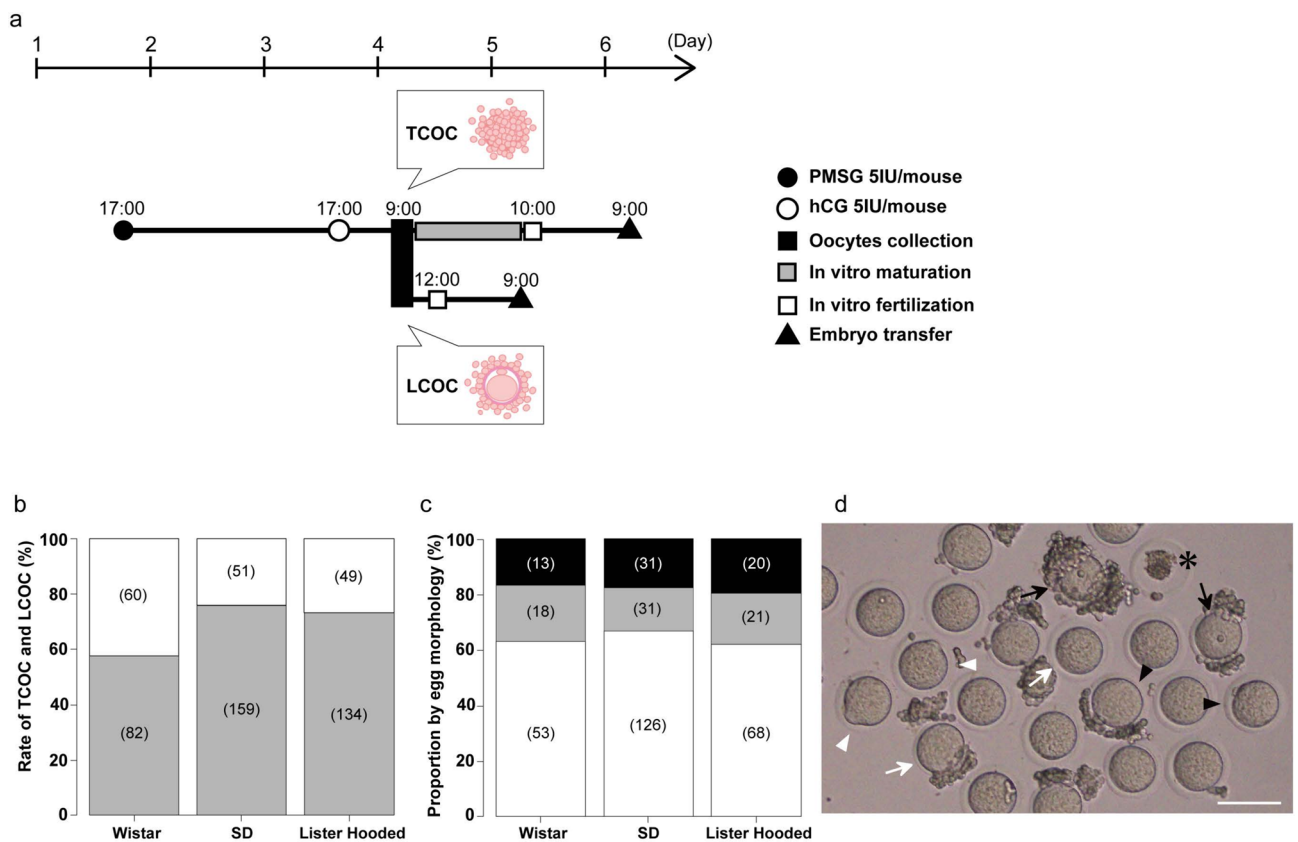 a
1 2 3 4 5 6 (Day)
TCOC
17:00 17:00 9:00 10:00 9:00
12:00 9:00
LCOC
PMSG 5IU/mouse
hCG 5IU/mouse
Oocytes collection
In vitro maturation
In vitro fertilization
Embryo transfer
b
Rate of TCOC and LCOC (%)
100
80
60
40
20
0
(60) (51) (49)
(82) (159) (134)
Wistar SD Lister Hooded
c
Proportion by egg morphology (%)
100
80
60
40
20
0
(13) (31) (20)
(18) (31) (21)
(53) (126) (68)
Wistar SD Lister Hooded
d
*